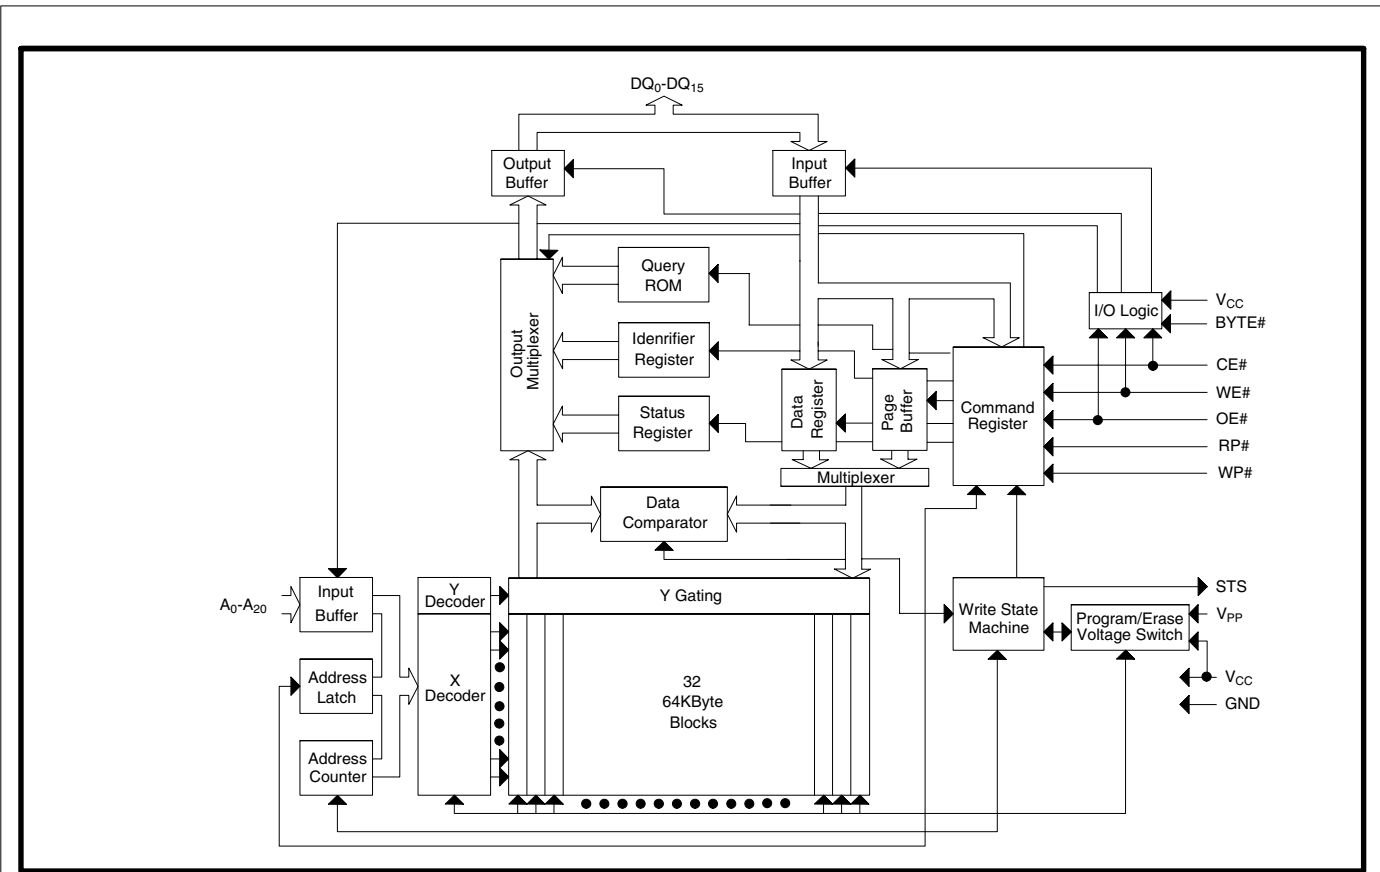 DQ0-DQ15
Output
Buffer
Input
Buffer
Query
ROM
Output
Multiplexer
Idenrifier
Register
Status
Register
Data
Register
Page
Buffer
Multiplexer
Command
Register
I/O Logic
VCC
BYTE#
CE#
WE#
OE#
RP#
WP#
Data
Comparator
A0-A20
Input
Buffer
Y
Decoder
Y Gating
Write State
Machine
Program/Erase
Voltage Switch
STS
VPP
VCC
GND
Address
Latch
X
Decoder
32
64KByte
Blocks
Address
Counter